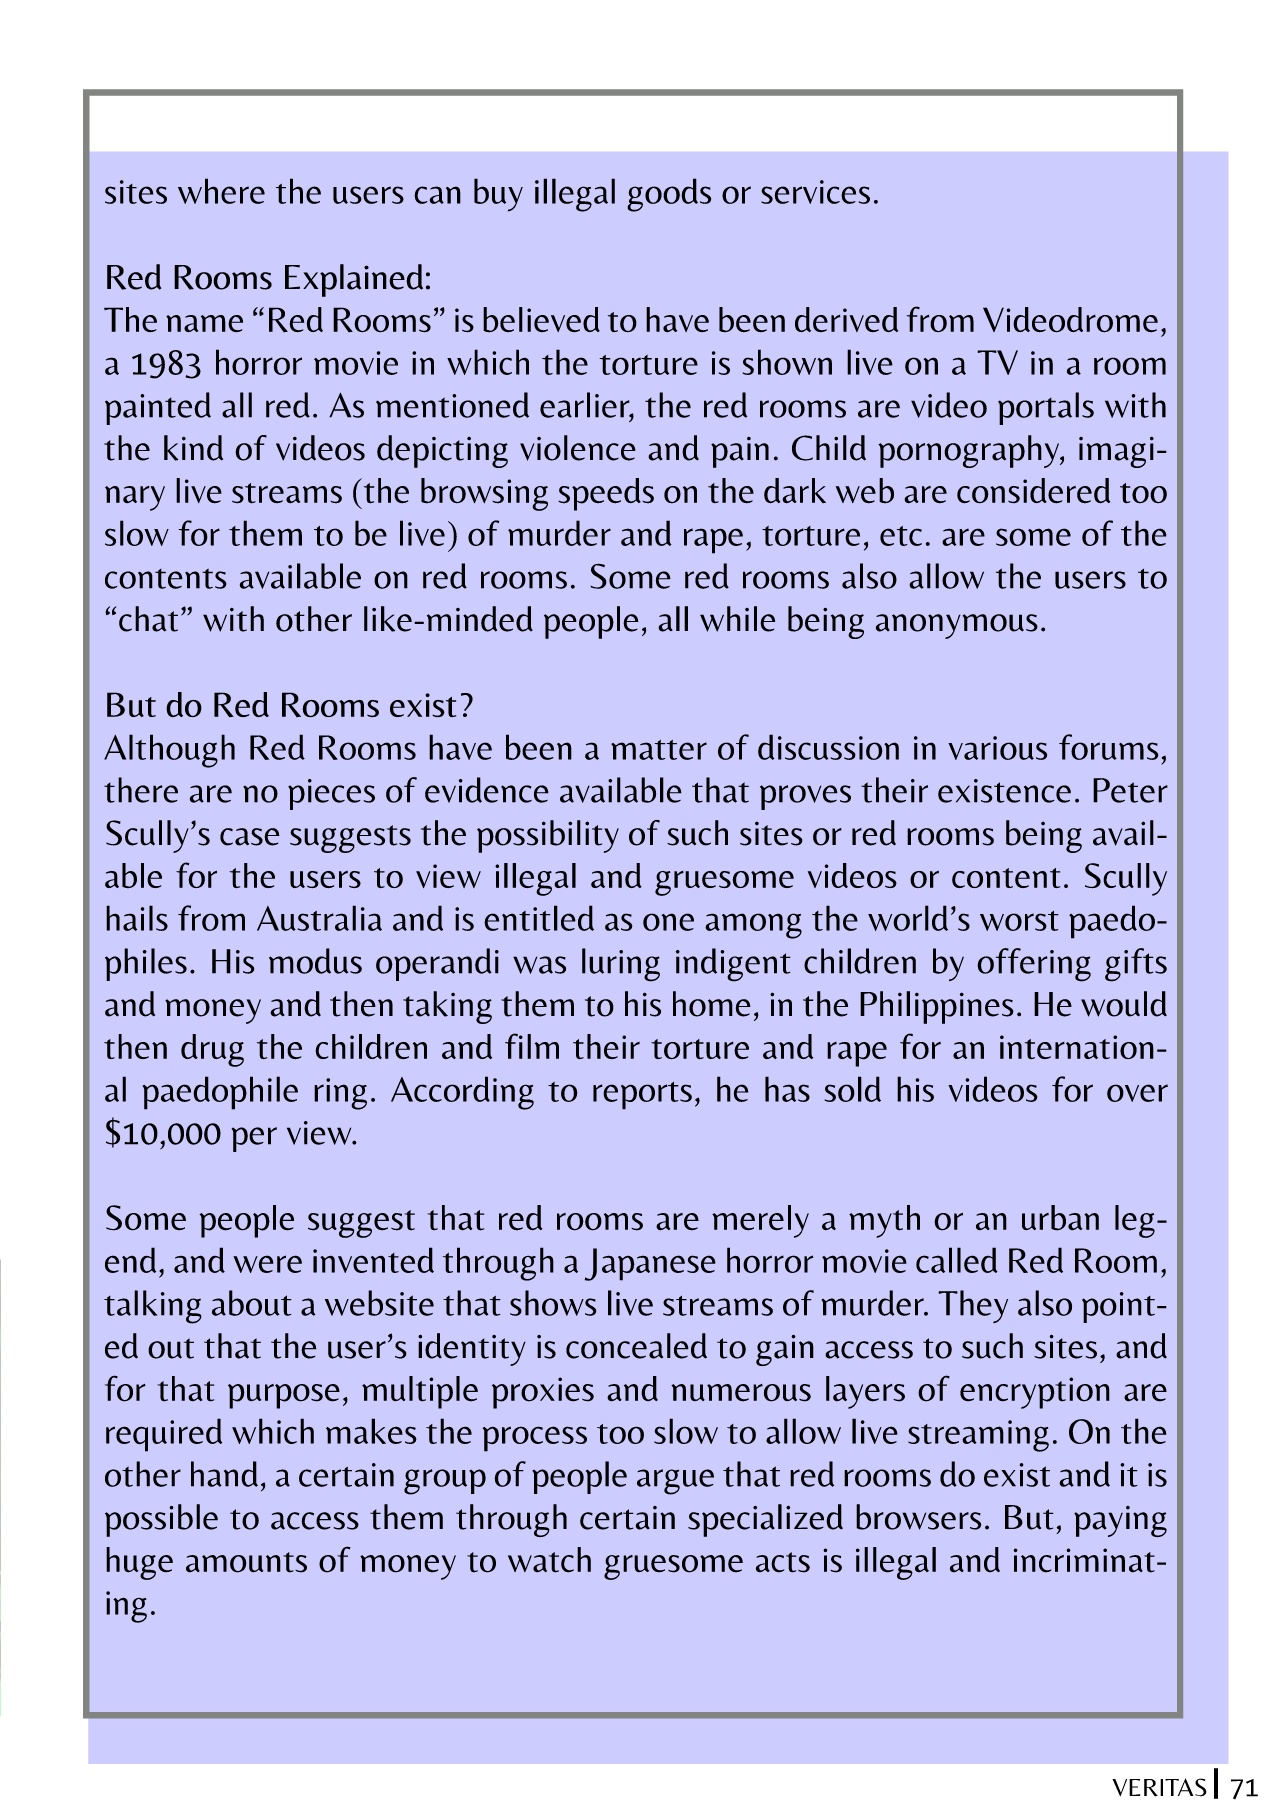 sites where the users can buy illegal goods or services.
Red Rooms Explained:
The name “Red Rooms” is believed to have been derived from Videodrome,
a 1983 horror movie in which the torture is shown live on a TV in a room
painted all red. As mentioned earlier, the red rooms are video portals with
the kind of videos depicting violence and pain. Child pornography, imagi-
nary live streams (the browsing speeds on the dark web are considered too
slow for them to be live) of murder and rape, torture, etc. are some of the
contents available on red rooms. Some red rooms also allow the users to
“chat” with other like-minded people, all while being anonymous.
But do Red Rooms exist?
Although Red Rooms have been a matter of discussion in various forums,
there are no pieces of evidence available that proves their existence. Peter
Scully’s case suggests the possibility of such sites or red rooms being avail-
able for the users to view illegal and gruesome videos or content. Scully
hails from Australia and is entitled as one among the world’s worst paedo-
philes. His modus operandi was luring indigent children by offering gifts
and money and then taking them to his home, in the Philippines. He would
then drug the children and film their torture and rape for an internation-
al paedophile ring. According to reports, he has sold his videos for over
$10,000 per view.
Some people suggest that red rooms are merely a myth or an urban leg-
end, and were invented through a Japanese horror movie called Red Room,
talking about a website that shows live streams of murder. They also point-
ed out that the user’s identity is concealed to gain access to such sites, and
for that purpose, multiple proxies and numerous layers of encryption are
required which makes the process too slow to allow live streaming. On the
other hand, a certain group of people argue that red rooms do exist and it is
possible to access them through certain specialized browsers. But, paying
huge amounts of money to watch gruesome acts is illegal and incriminat-
ing.
VERITAS | 71